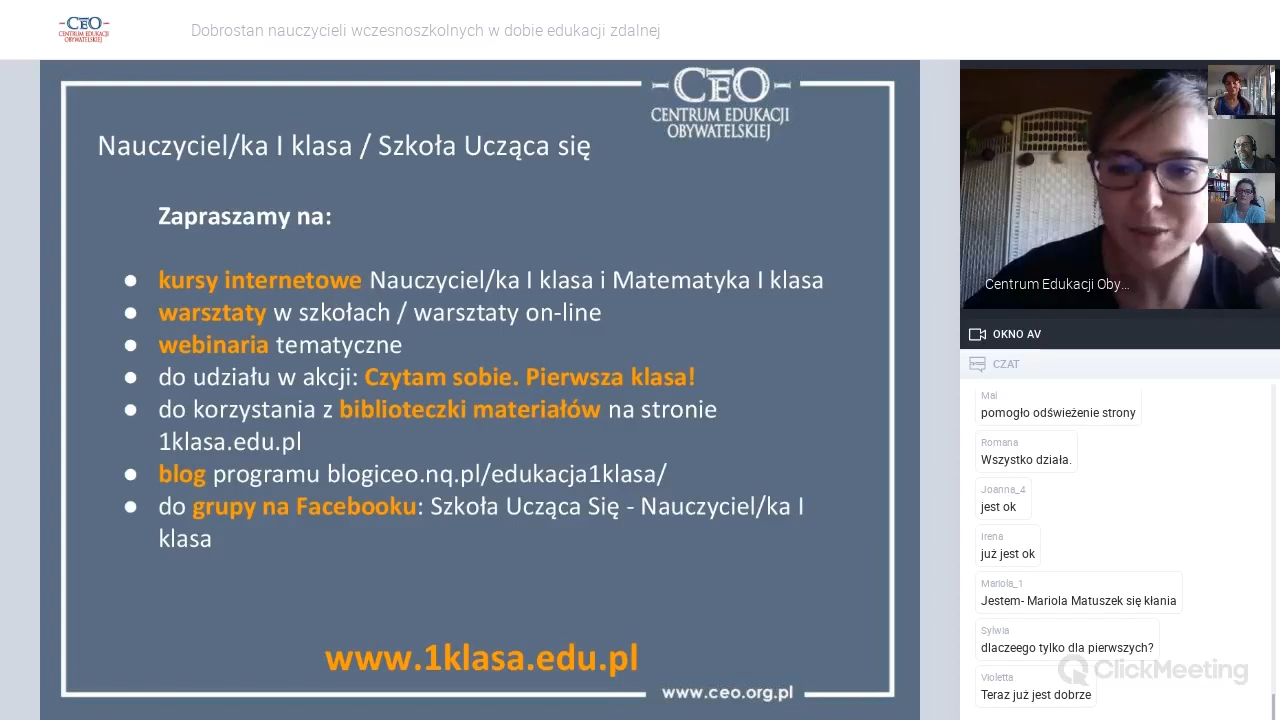 CEO
CENTRUM EDUKACJI
OBYWATELSKIEJ
Dobrostan nauczycieli wczesnoszkolnych w dobie edukacji zdalnej
CEO
CENTRUM EDUKACJI
OBYWATELSKIEJ
Nauczyciel/ka I klasa / Szkoła Ucząca się
Zapraszamy na:
● kursy internetowe Nauczyciel/ka I klasa i Matematyka I klasa
● warsztaty w szkołach / warsztaty on-line
● webinaria tematyczne
● do udziału w akcji: Czytam sobie. Pierwsza klasa!
● do korzystania z biblioteczki materiałów na stronie
1klasa.edu.pl
● blog programu blogiceo.nq.pl/edukacja1klasa/
● do grupy na Facebooku: Szkoła Ucząca Się - Nauczyciel/ka I
klasa
www.1klasa.edu.pl
www.ceo.org.pl
Centrum Edukacji Oby...
OKNO AV
CZAT
Mal
pomogło odświeżenie strony
Romana
Wszystko działa.
Joanna_4
jest ok
Irena
już jest ok
Mariola_1
Jestem- Mariola Matuszek się kłania
Sylwia
dlaczeego tylko dla pierwszych?
ClickMeeting
Violetta
Teraz już jest dobrze